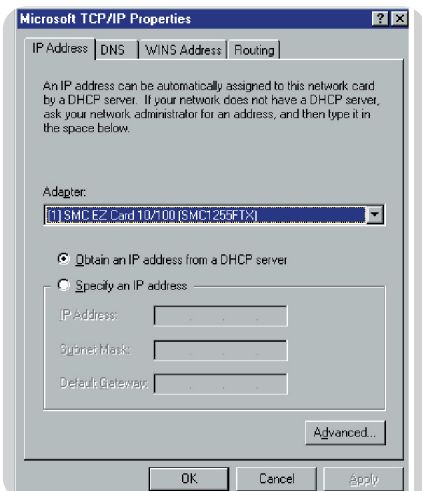 Microsoft TCP/IP Properties
IP Address DNS WINS Address Routing
An IP address can be automatically assigned to this network card
by a DHCP server. If your network does not have a DHCP server,
ask your network administrator for an address, and then type it in
the space below.
Adapter:
[1] SMC EZ Card 10/100 (SMC1255FTX)
Obtain an IP address from a DHCP server
Specify an IP address
IP Address:
Subnet Mask:
Default Gateway:
Advanced...
OK Cancel Apply